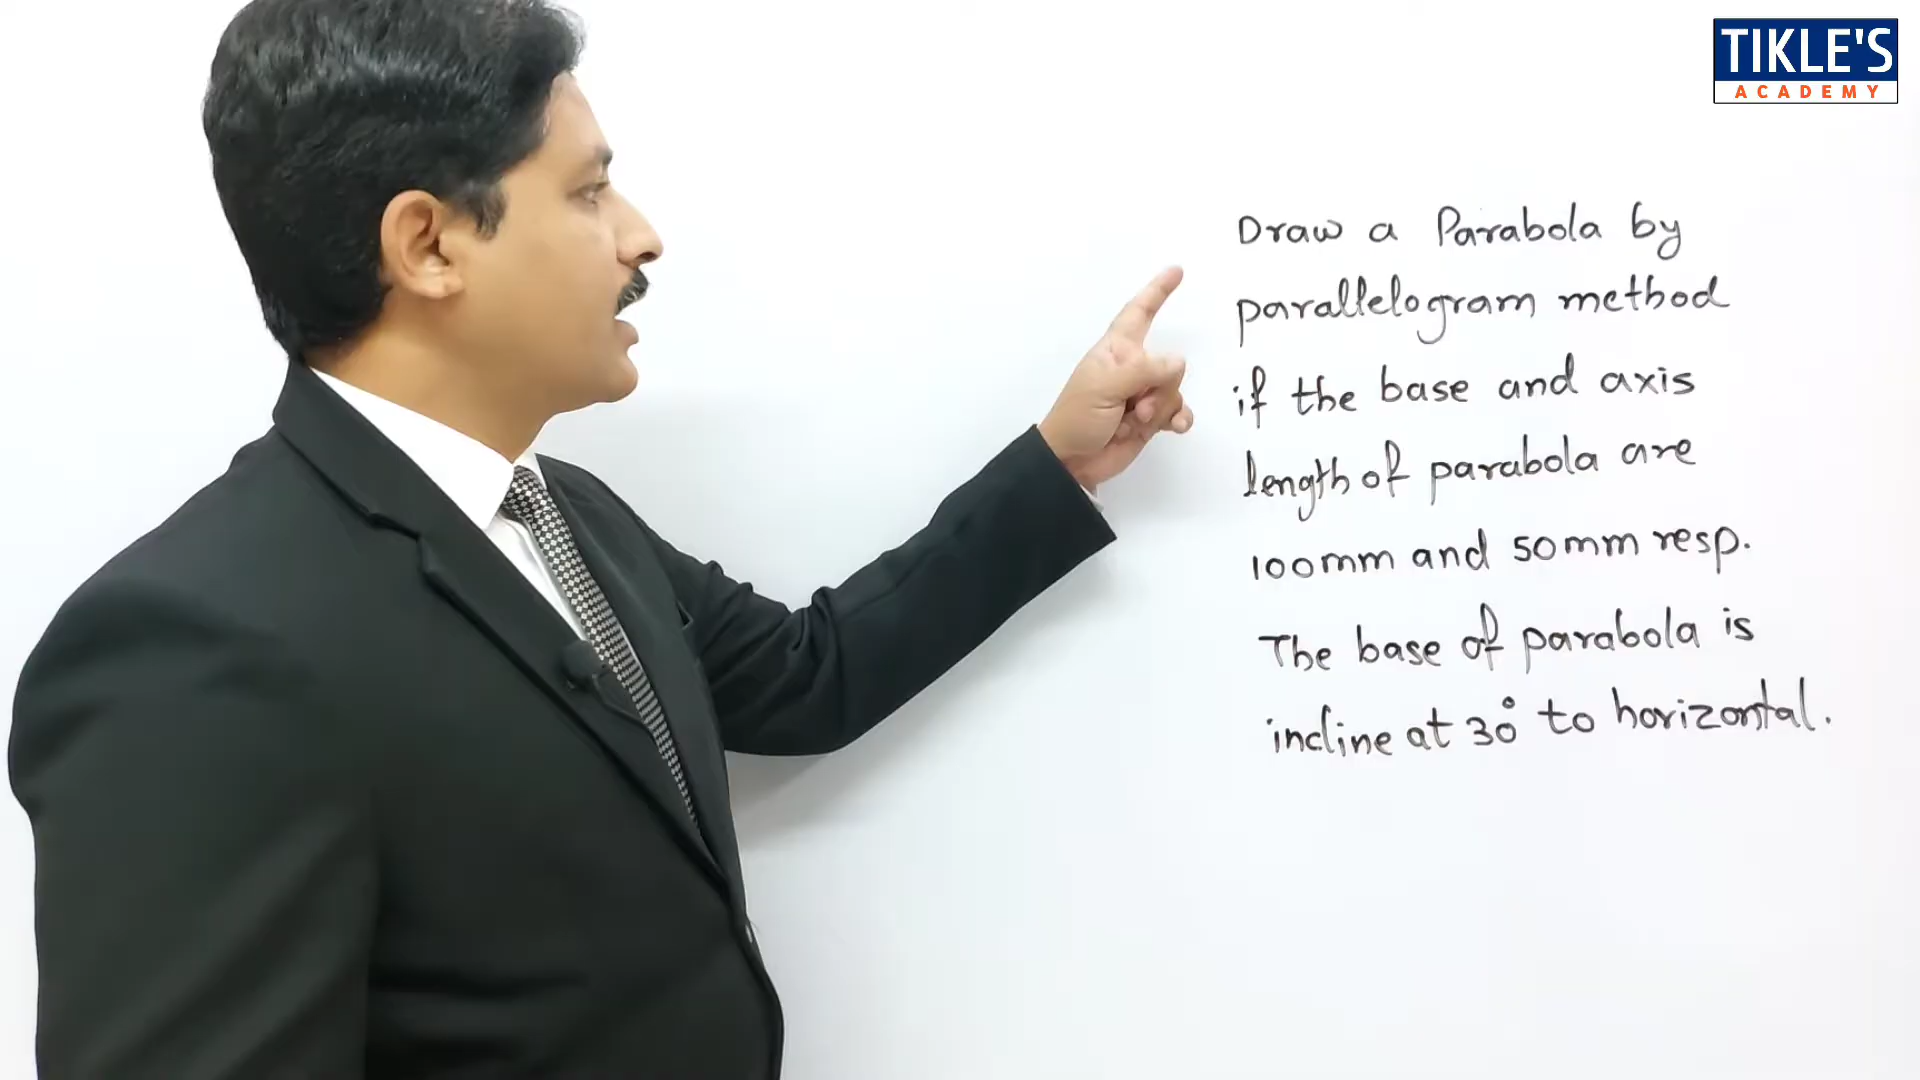 TIKLE'S
ACADEMY
Draw a Parabola by
parallelogram method
if the base and axis
length of parabola are
100mm and 50mm resp.
The base of parabola is
incline at 30° to horizontal.